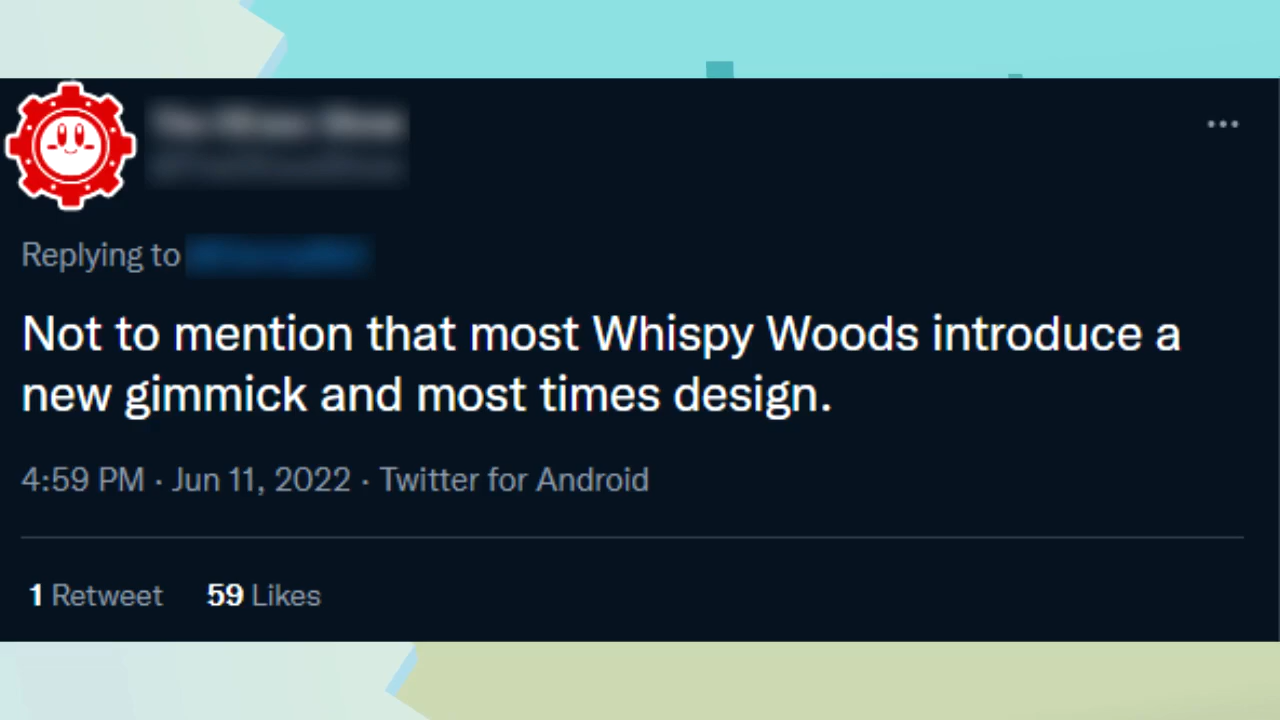 Replying to
Not to mention that most Whispy Woods introduce a
new gimmick and most times design.
4:59 PM · Jun 11, 2022 · Twitter for Android
1 Retweet 59 Likes